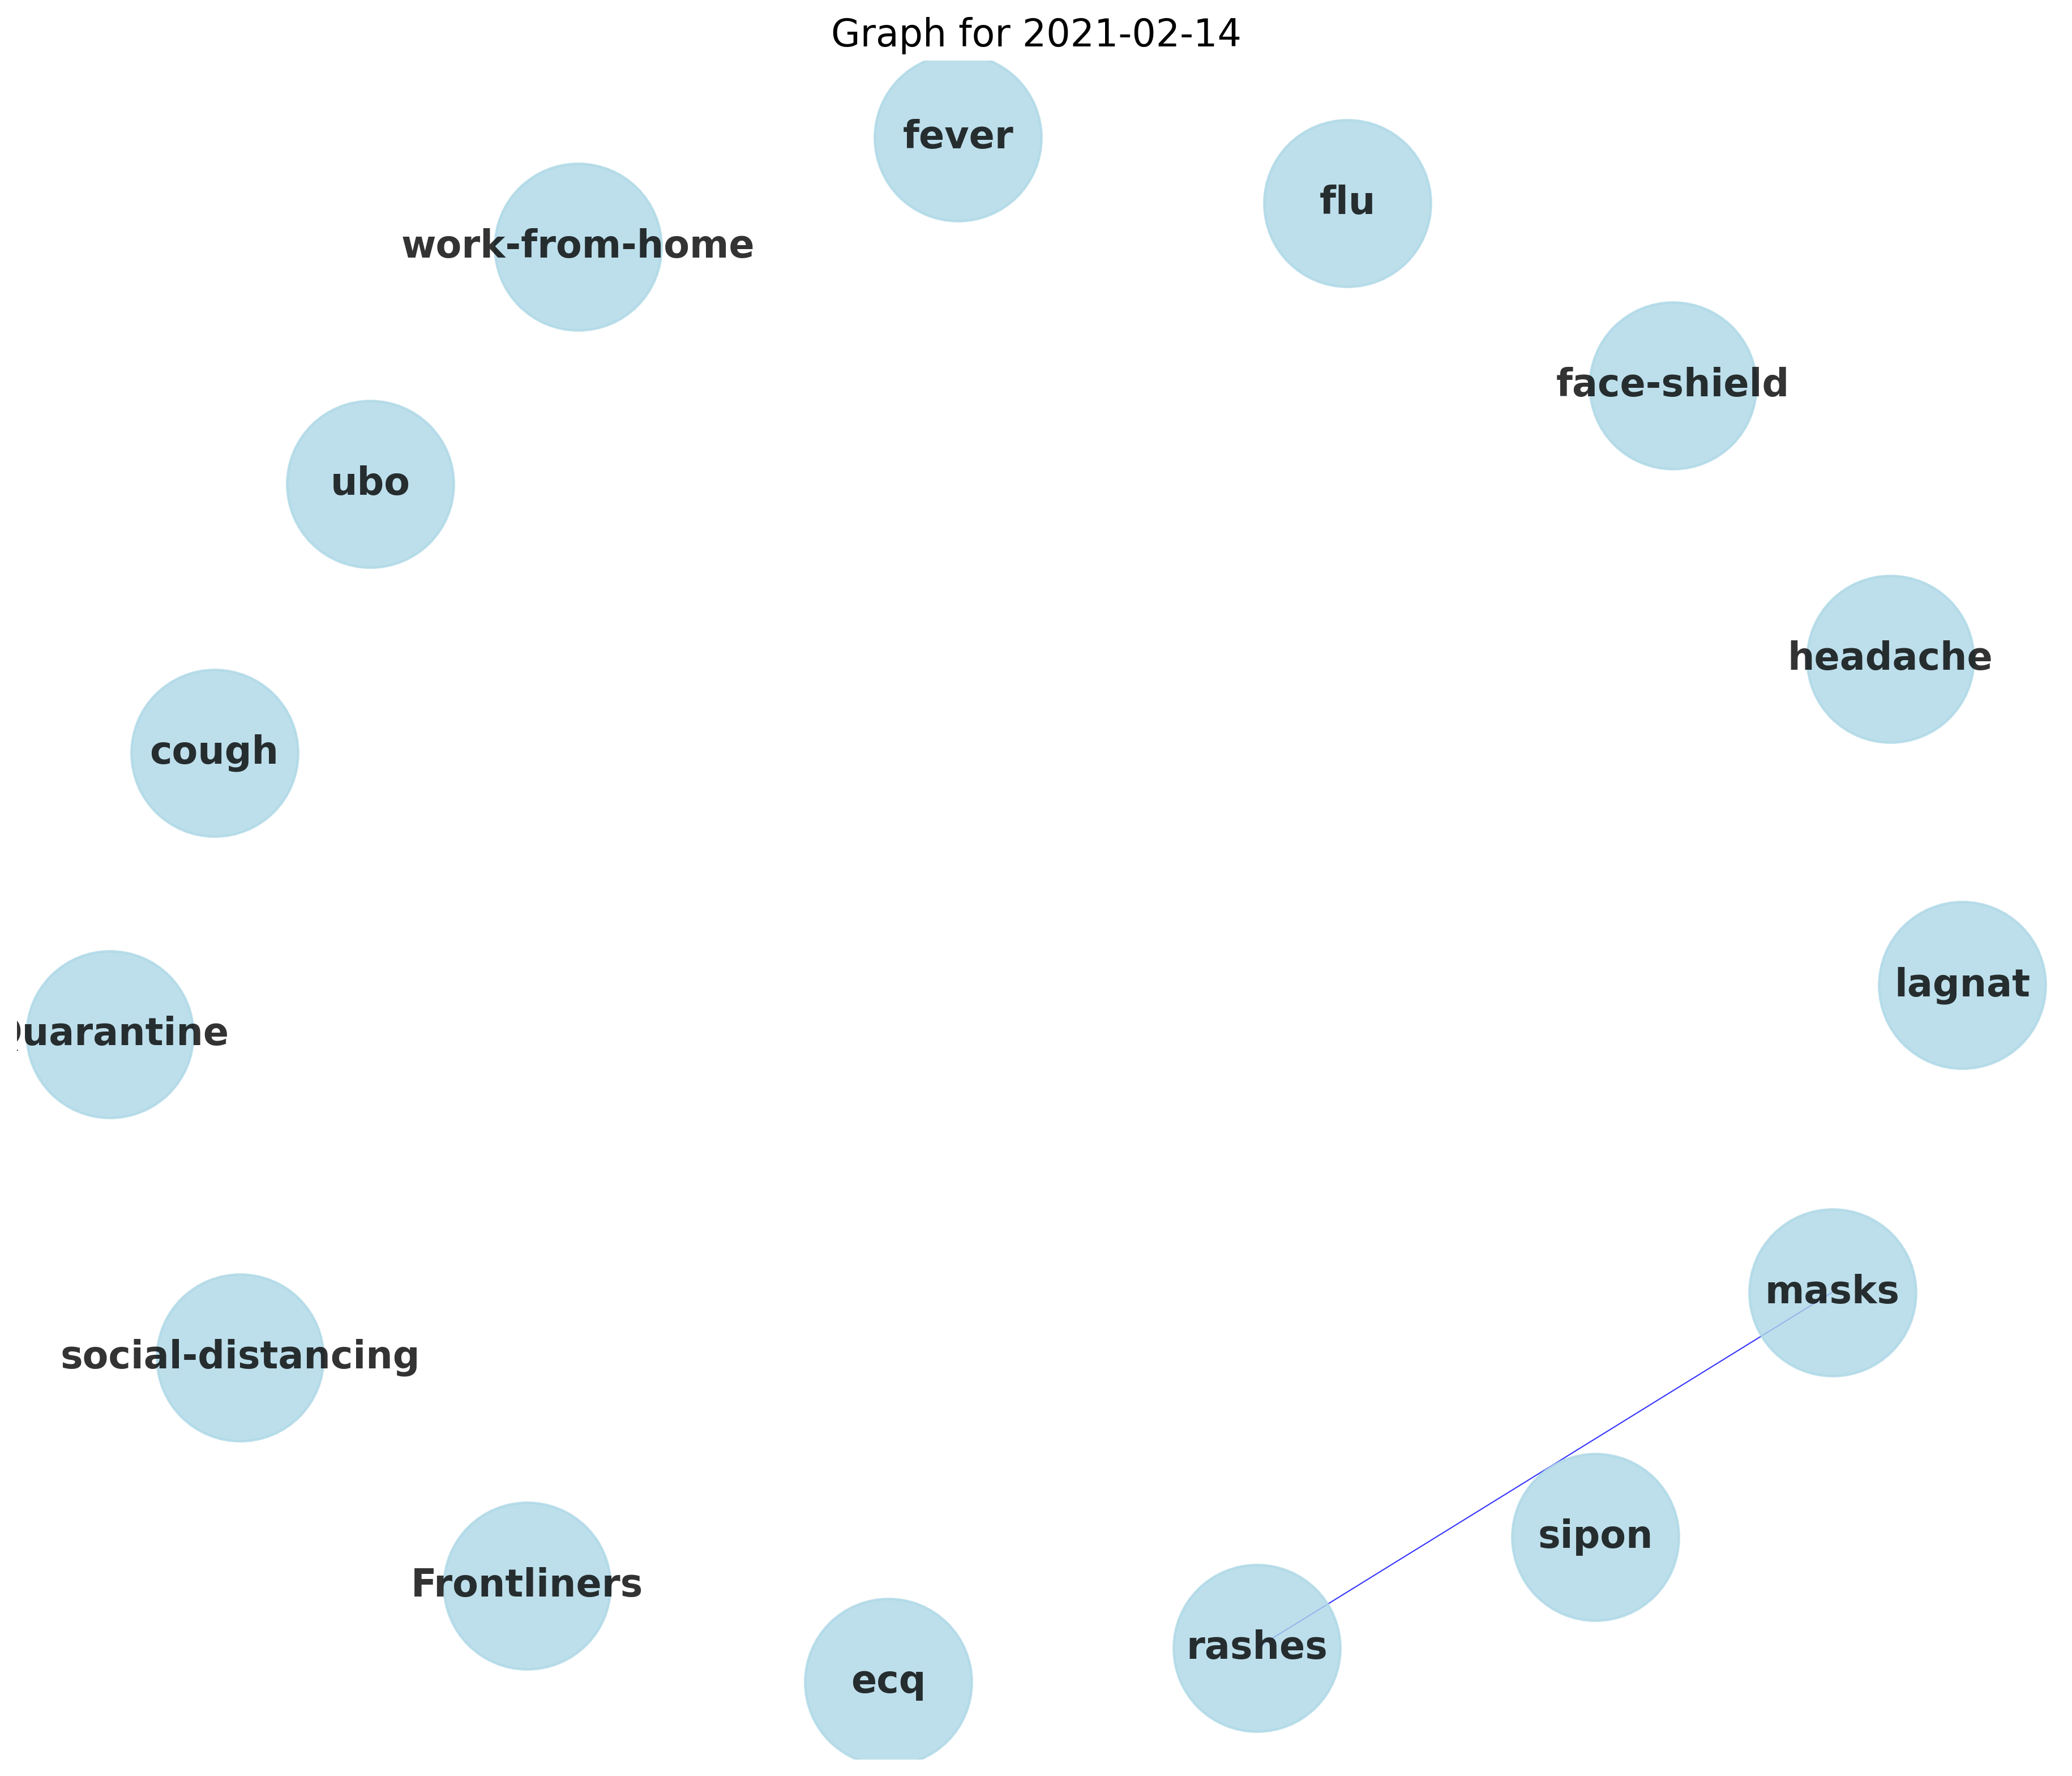 Graph for 2021-02-14
fever
flu
work-from-home
face-shield
ubo
headache
cough
lagnat
uarantine
masks
social-distancing
sipon
Frontliners
rashes
ecq